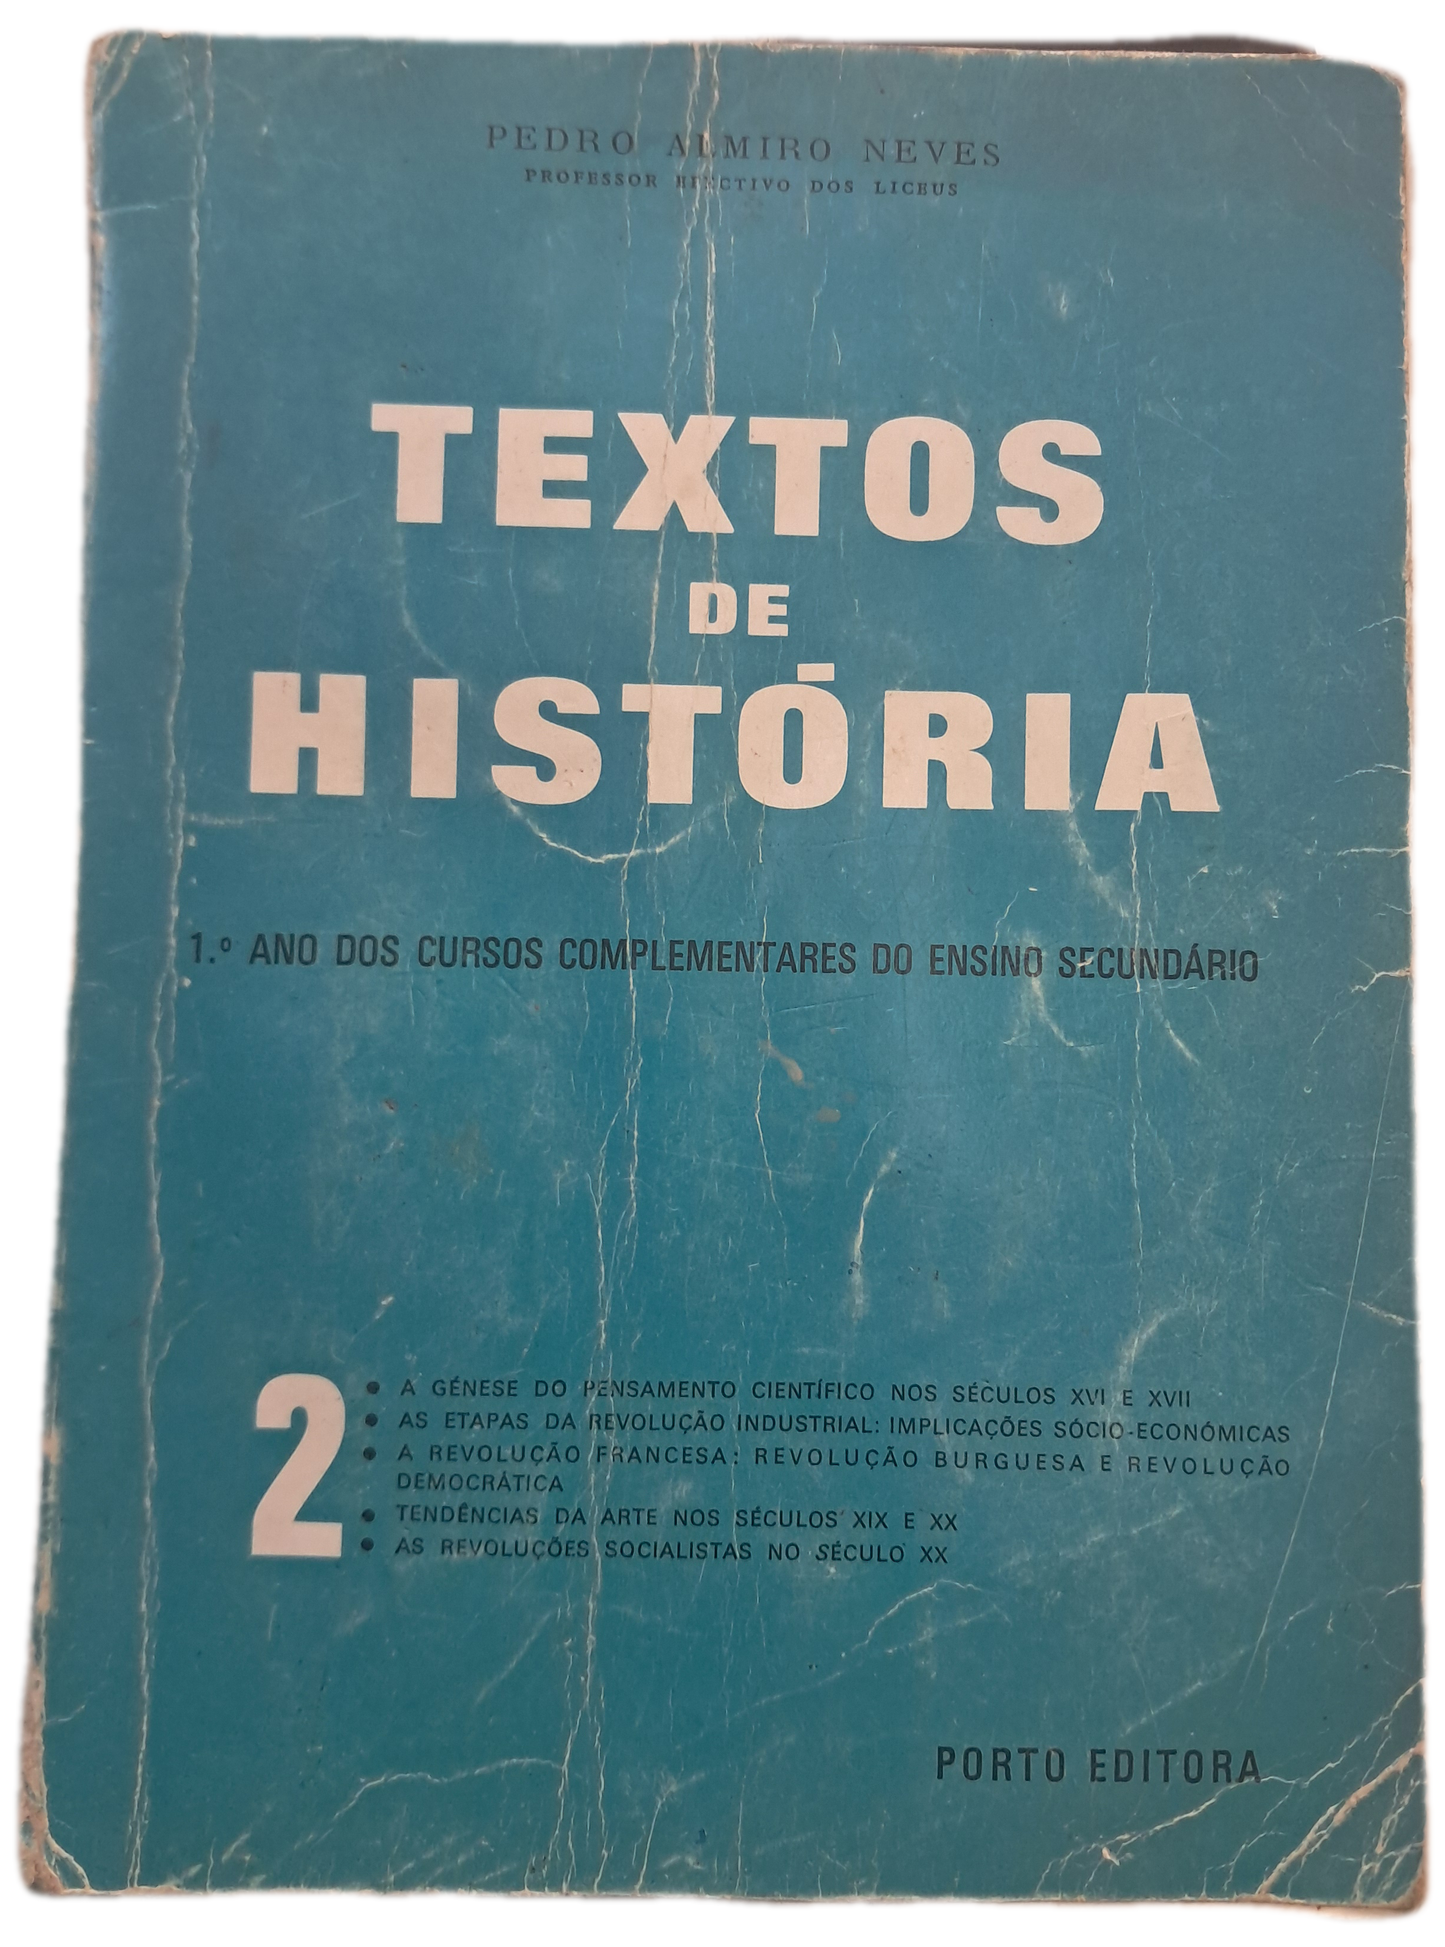 PEDRO ALMIRO NEVES
PROFESSOR EFECTIVO DOS LICEUS
TEXTOS
DE
HISTÓRIA
1.º ANO DOS CURSOS COMPLEMENTARES DO ENSINO SECUNDÁRIO
2
• A GÉNESE DO PENSAMENTO CIENTÍFICO NOS SÉCULOS XVI E XVII
• AS ETAPAS DA REVOLUÇÃO INDUSTRIAL: IMPLICAÇÕES SÓCIO-ECONÓMICAS
• A REVOLUÇÃO FRANCESA: REVOLUÇÃO BURGUESA E REVOLUÇÃO
DEMOCRÁTICA
• TENDÊNCIAS DA ARTE NOS SÉCULOS XIX E XX
• AS REVOLUÇÕES SOCIALISTAS NO SÉCULO XX
PORTO EDITORA